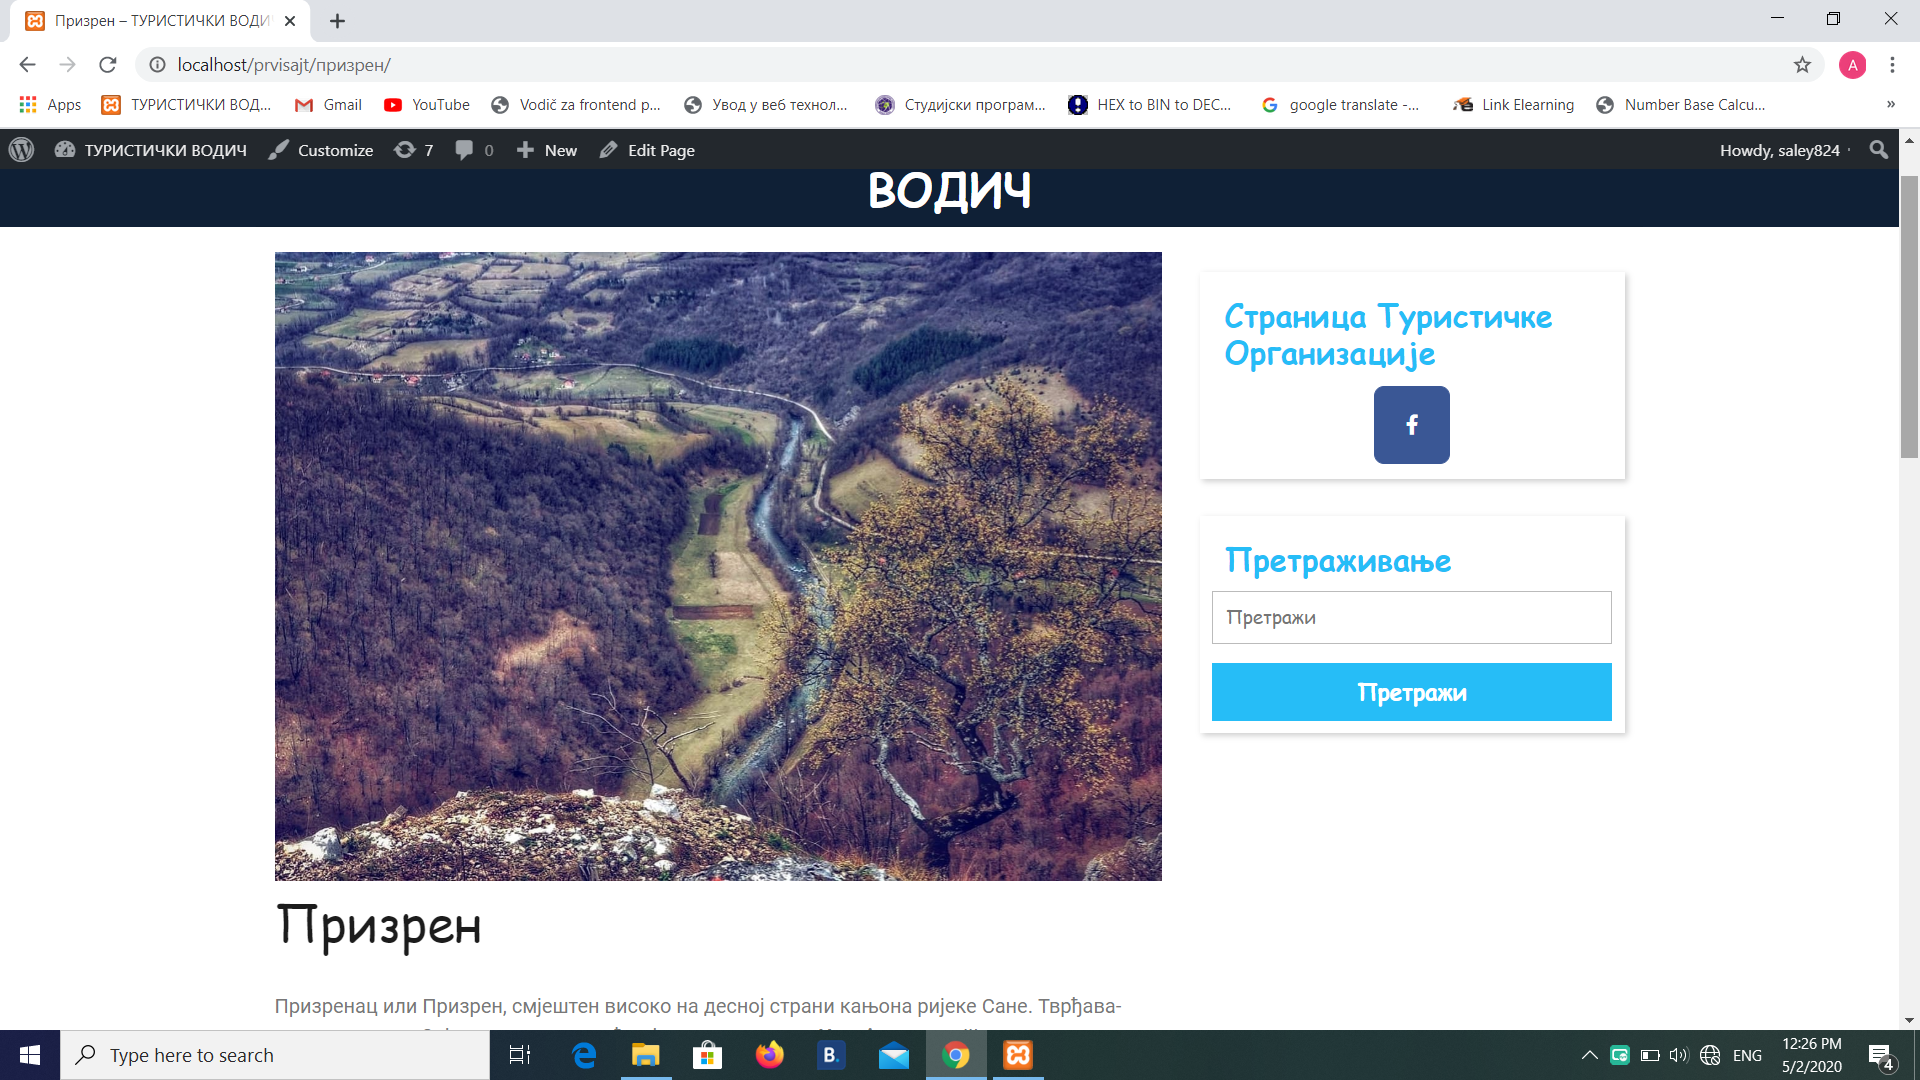 Призрен – ТУРИСТИЧКИ ВОДИ
localhost/prvisajt/призрен/
A
Apps
ТУРИСТИЧКИ ВОД...
Gmail
YouTube
Vodič za frontend p...
Увод у веб технол...
Студијски програм...
HEX to BIN to DEC...
google translate -...
Link Elearning
Number Base Calcu...
»
ТУРИСТИЧКИ ВОДИЧ
Customize
7
0
New
Edit Page
Howdy, saley824
ВОДИЧ
Страница Туристичке
Организације
Претраживање
Претражи
Претражи
Призрен
Призренац или Призрен, смјештен високо на десној страни кањона ријеке Сане. Тврђава-
Type here to search
B.
ENG
12:26 PM
5/2/2020
4